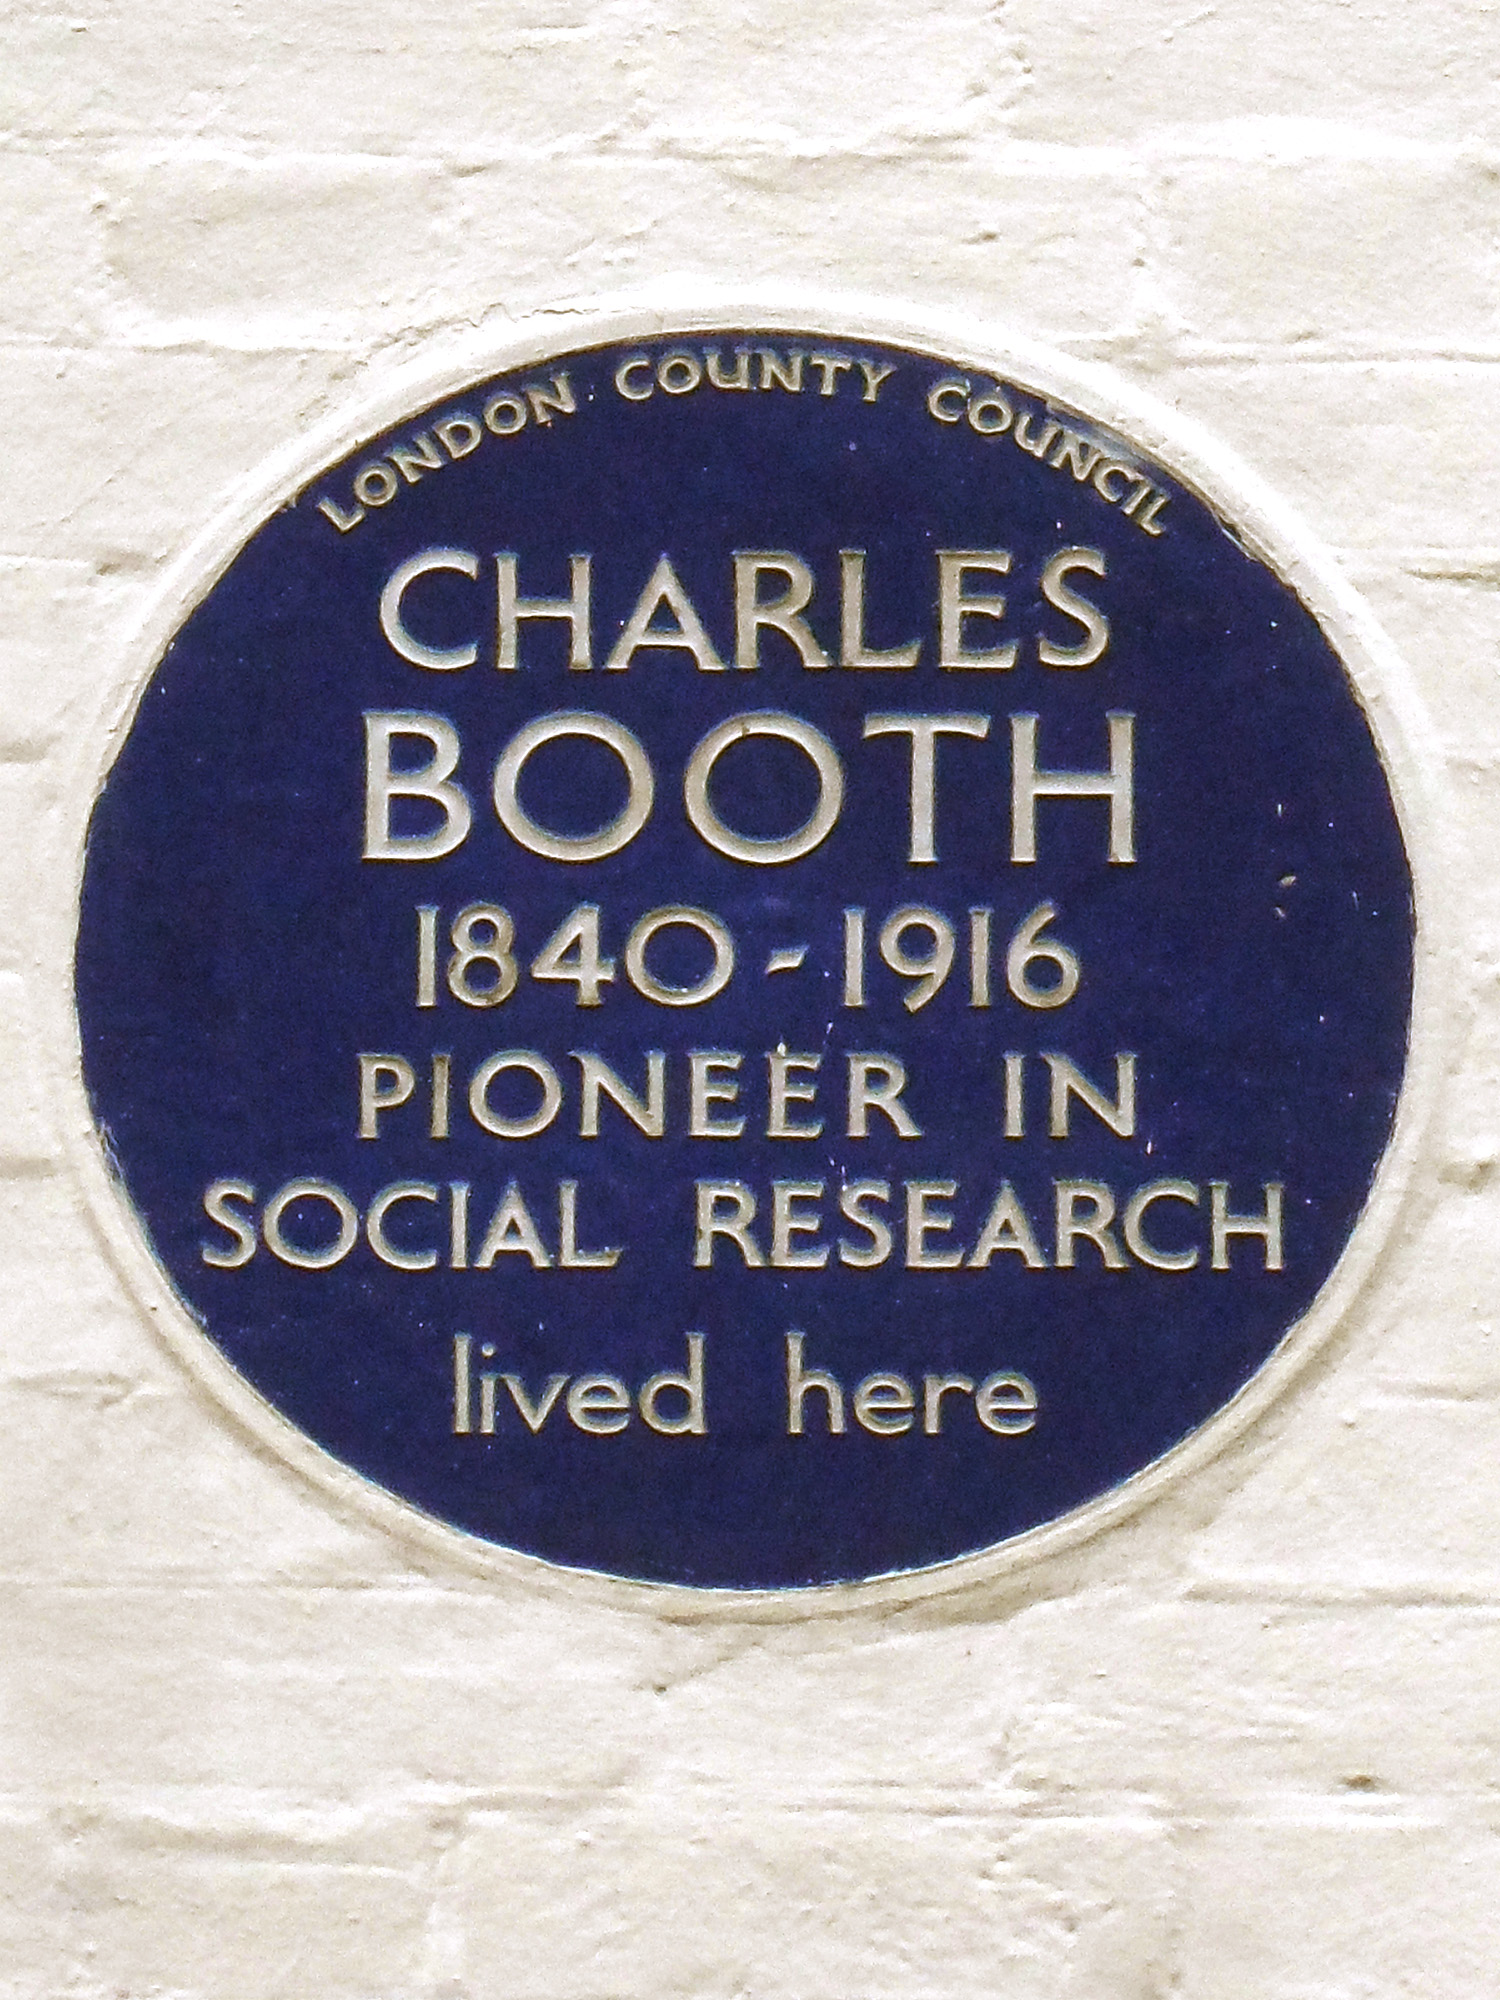 LONDON COUNTY COUNCIL
CHARLES
BOOTH
1840-1916
PIONEER IN
SOCIAL RESEARCH
lived here